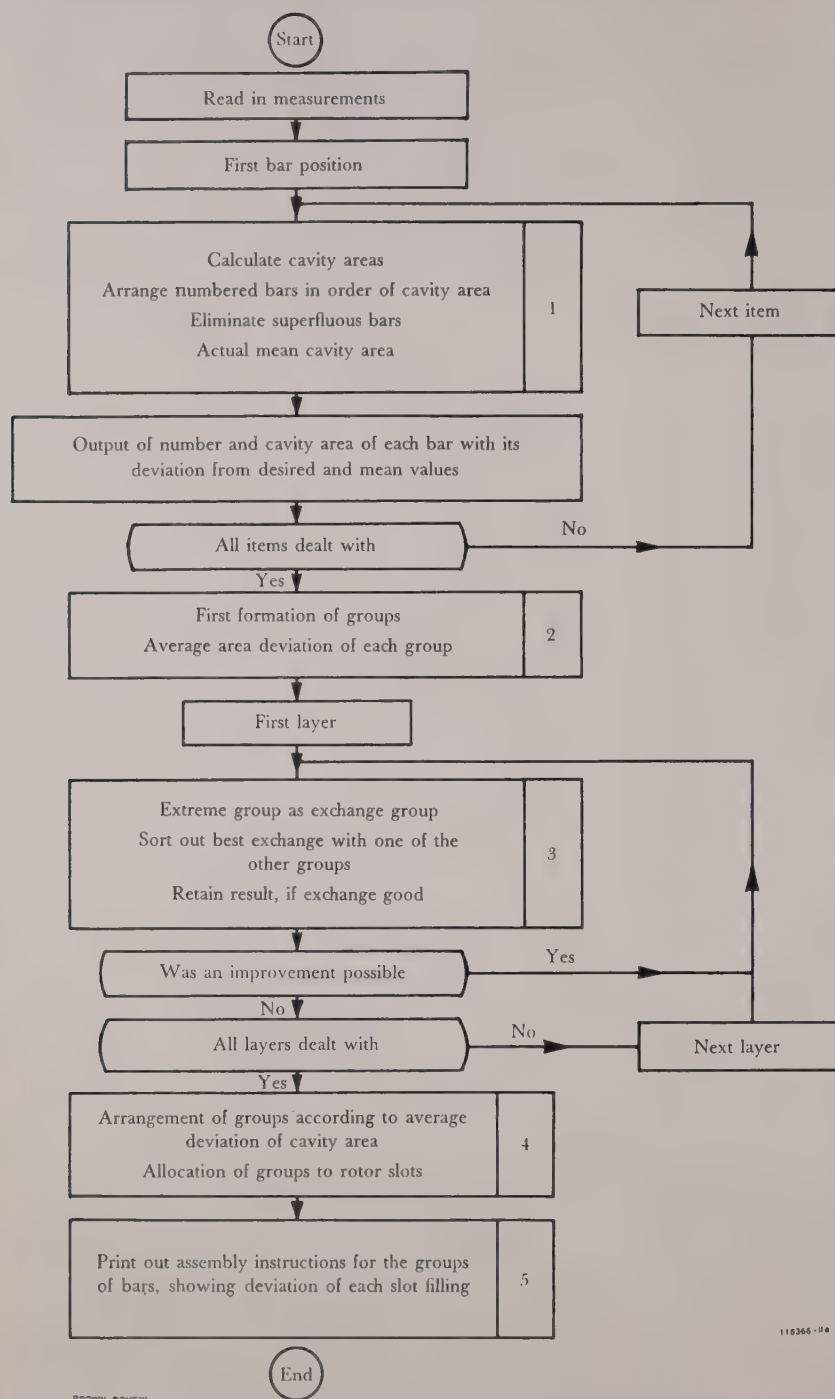 Start
Read in measurements
First bar position
Calculate cavity areas
Arrange numbered bars in order of cavity area
Eliminate superfluous bars
Actual mean cavity area
1
Next item
Output of number and cavity area of each bar with its
deviation from desired and mean values
All items dealt with
No
Yes
First formation of groups
Average area deviation of each group
2
First layer
Extreme group as exchange group
Sort out best exchange with one of the
other groups
Retain result, if exchange good
3
Was an improvement possible
Yes
No
All layers dealt with
No
Next layer
Yes
Arrangement of groups according to average
deviation of cavity area
Allocation of groups to rotor slots
4
Print out assembly instructions for the groups
of bars, showing deviation of each slot filling
5
End